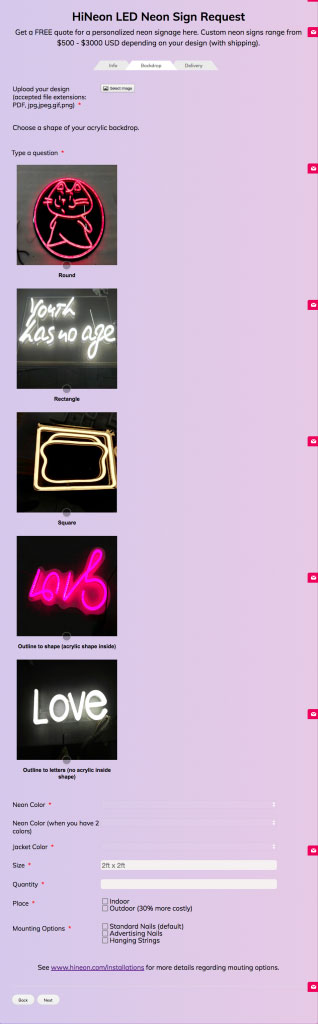 HiNeon LED Neon Sign Request
Get a FREE quote for a personalized neon signage here. Custom neon signs range from
$500 - $3000 USD depending on your design (with shipping).
Info Backdrop Delivery
Upload your design
(accepted file extensions:
PDF, jpg,jpeg,gif,png) *
Select Image
Choose a shape of your acrylic backdrop.
Type a question *
Round
Youth
has no age
Rectangle
Square
Love
Outline to shape (acrylic shape inside)
LOVe
Outline to letters (no acrylic inside
shape)
Neon Color *
Neon Color (when you have 2
colors)
jacket Color *
Size * 2ft x 2ft
Quantity *
Place * Indoor
Outdoor (30% more costly)
Mounting Options * Standard Nails (default)
Advertising Nails
Hanging Strings
See www.hineon.com/installations for more details regarding mouting options.
Back Next